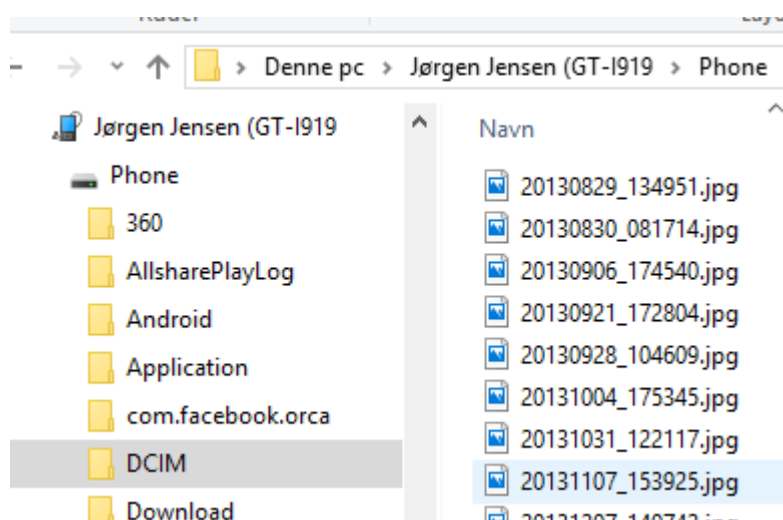 Denne pc > Jørgen Jensen (GT-I919 > Phone
Jørgen Jensen (GT-I919
Phone
360
AllsharePlayLog
Android
Application
com.facebook.orca
DCIM
Download
Navn
20130829_134951.jpg
20130830_081714.jpg
20130906_174540.jpg
20130921_172804.jpg
20130928_104609.jpg
20131004_175345.jpg
20131031_122117.jpg
20131107_153925.jpg